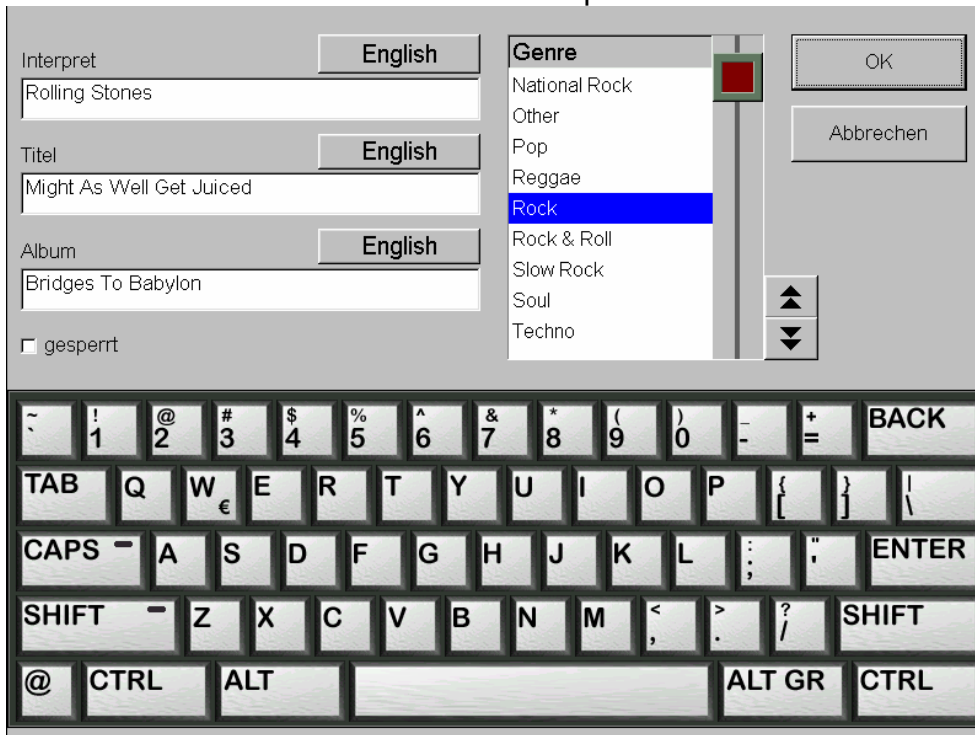 Interpret
English
Rolling Stones
Titel
English
Might As Well Get Juiced
Album
English
Bridges To Babylon
gesperrt
Genre
National Rock
Other
Pop
Reggae
Rock
Rock & Roll
Slow Rock
Soul
Techno
OK
Abbrechen
~ ! @ # $ % ^ & * ( ) _ +
` 1 2 3 4 5 6 7 8 9 0 - = BACK
TAB Q W € E R T Y U I O P { [ } ] | \
CAPS A S D F G H J K L : ; " ' ENTER
SHIFT Z X C V B N M < , > . ? / SHIFT
@ CTRL ALT ALT GR CTRL